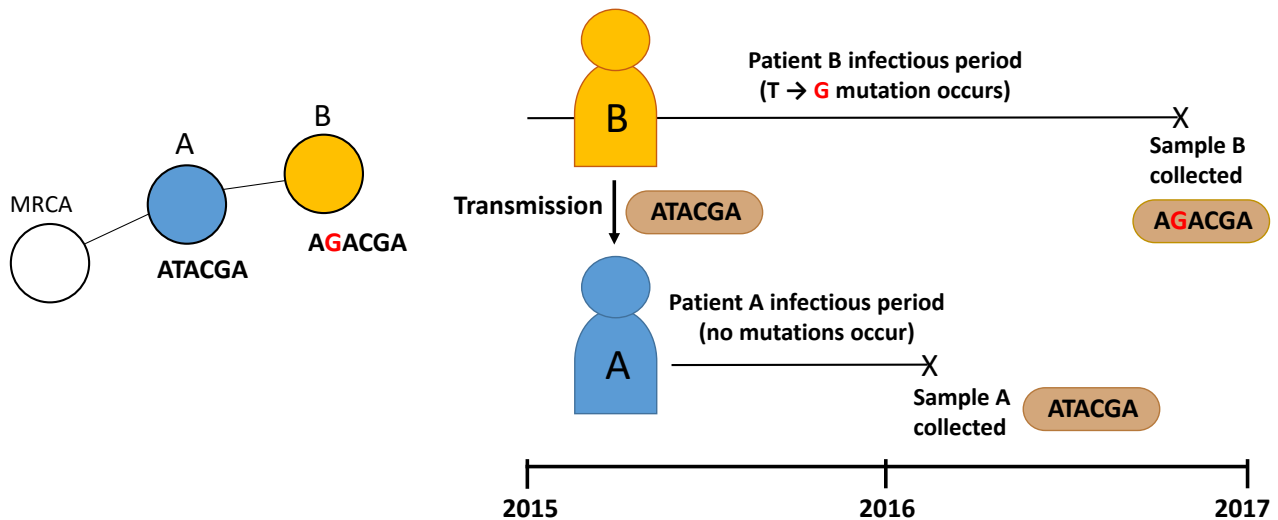 MRCA
A
B
ATACGA
AGACGA
B
Patient B infectious period
(T → G mutation occurs)
X
Sample B
collected
AGACGA
Transmission
ATACGA
A
Patient A infectious period
(no mutations occur)
X
Sample A
collected
ATACGA
2015
2016
2017